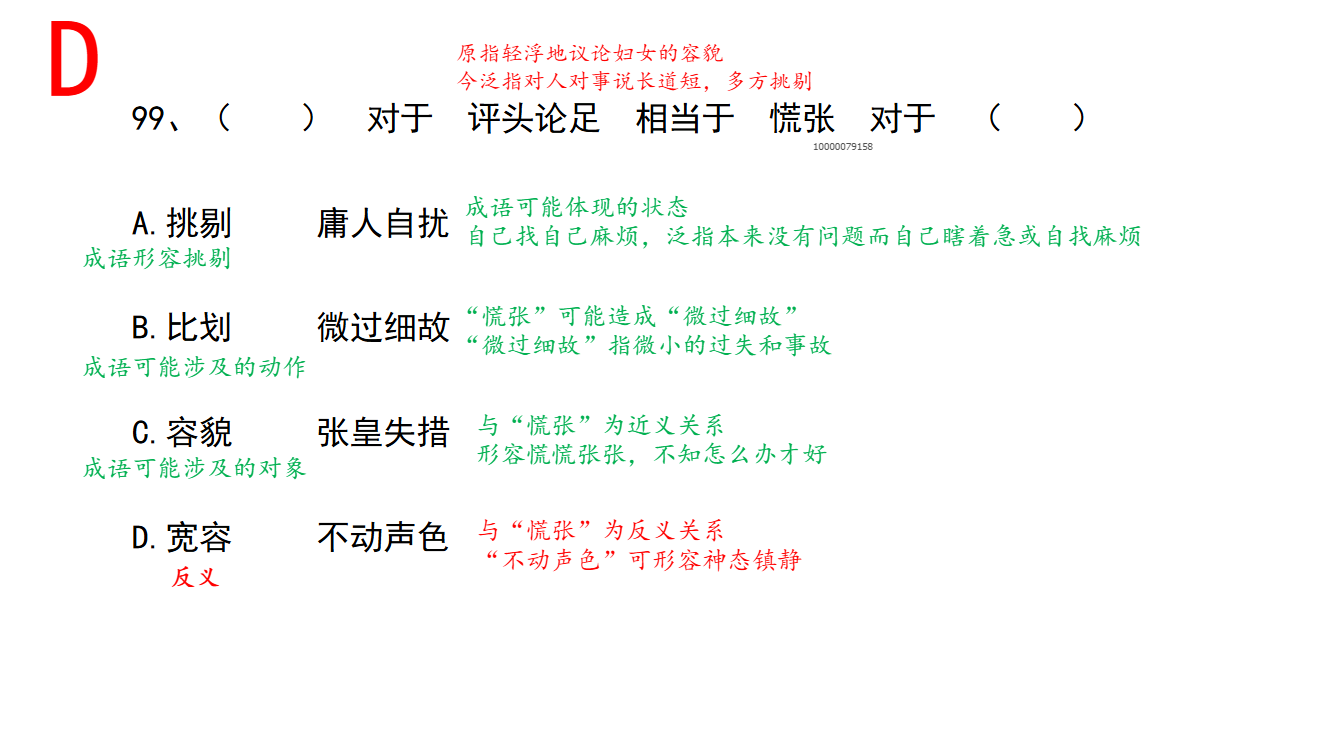 D
原指轻浮地议论妇女的容貌
今泛指对人对事说长道短，多方挑剔
99、（　　）　对于　评头论足　相当于　慌张　对于　（　　）
10000079158
A.挑剔　　庸人自扰
成语可能体现的状态
自己找自己麻烦，泛指本来没有问题而自己瞎着急或自找麻烦
成语形容挑剔
B.比划　　微过细故
“慌张”可能造成“微过细故”
“微过细故”指微小的过失和事故
成语可能涉及的动作
C.容貌　　张皇失措
与“慌张”为近义关系
形容慌慌张张，不知怎么办才好
成语可能涉及的对象
D.宽容　　不动声色
与“慌张”为反义关系
“不动声色”可形容神态镇静
反义